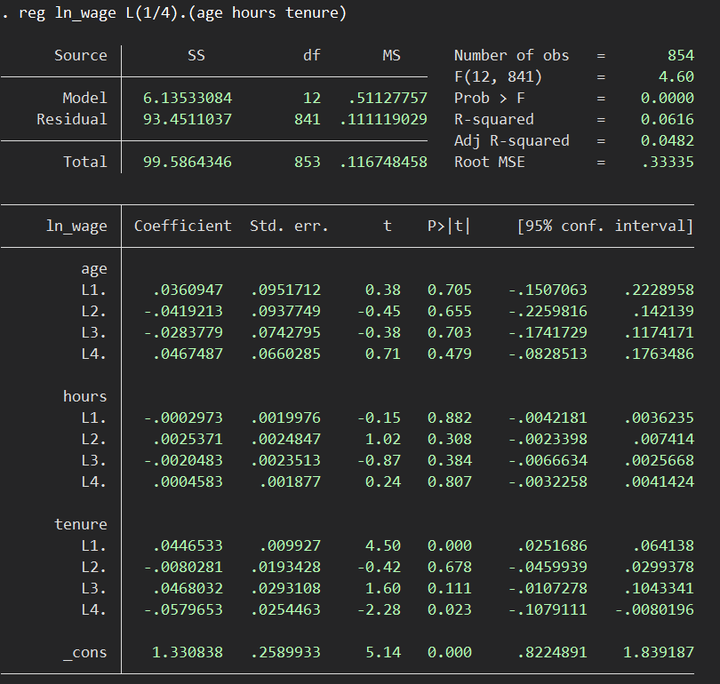 . reg ln_wage L(1/4).(age hours tenure)
Source SS df MS Number of obs = 854
F(12, 841) = 4.60
Model 6.13533084 12 .51127757 Prob > F = 0.0000
Residual 93.4511037 841 .111119029 R-squared = 0.0616
Adj R-squared = 0.0482
Total 99.5864346 853 .116748458 Root MSE = .33335
ln_wage Coefficient Std. err. t P>|t| [95% conf. interval]
age
L1. .0360947 .0951712 0.38 0.705 -.1507063 .2228958
L2. -.0419213 .0937749 -0.45 0.655 -.2259816 .142139
L3. -.0283779 .0742795 -0.38 0.703 -.1741729 .1174171
L4. .0467487 .0660285 0.71 0.479 -.0828513 .1763486
hours
L1. -.0002973 .0019976 -0.15 0.882 -.0042181 .0036235
L2. .0025371 .0024847 1.02 0.308 -.0023398 .007414
L3. -.0020483 .0023513 -0.87 0.384 -.0066634 .0025668
L4. .0004583 .001877 0.24 0.807 -.0032258 .0041424
tenure
L1. .0446533 .009927 4.50 0.000 .0251686 .064138
L2. -.0080281 .0193428 -0.42 0.678 -.0459939 .0299378
L3. .0468032 .0293108 1.60 0.111 -.0107278 .1043341
L4. -.0579653 .0254463 -2.28 0.023 -.1079111 -.0080196
_cons 1.330838 .2589933 5.14 0.000 .8224891 1.839187